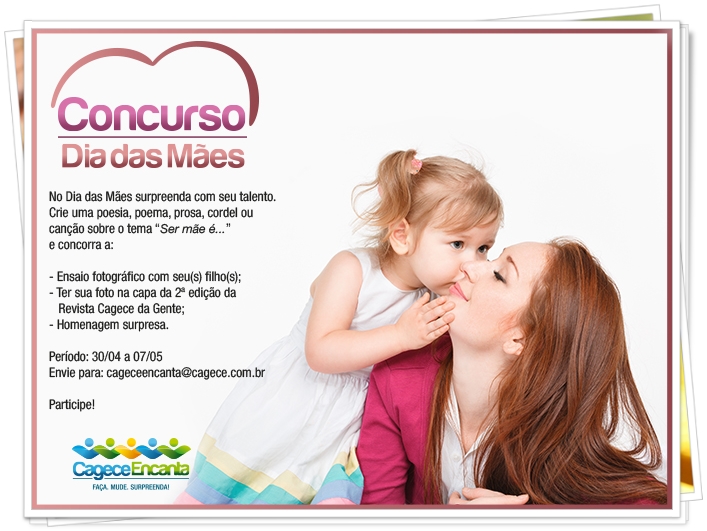 Concurso
Dia das Mães
No Dia das Mães surpreenda com seu talento.
Crie uma poesia, poema, prosa, cordel ou
canção sobre o tema “Ser mãe é...”
e concorra a:
- Ensaio fotográfico com seu(s) filho(s);
- Ter sua foto na capa da 2ª edição da
Revista Cagece da Gente;
- Homenagem surpresa.
Período: 30/04 a 07/05
Envie para: cageceencanta@cagece.com.br
Participe!
CageceEncanta
FAÇA. MUDE. SURPREENDA!